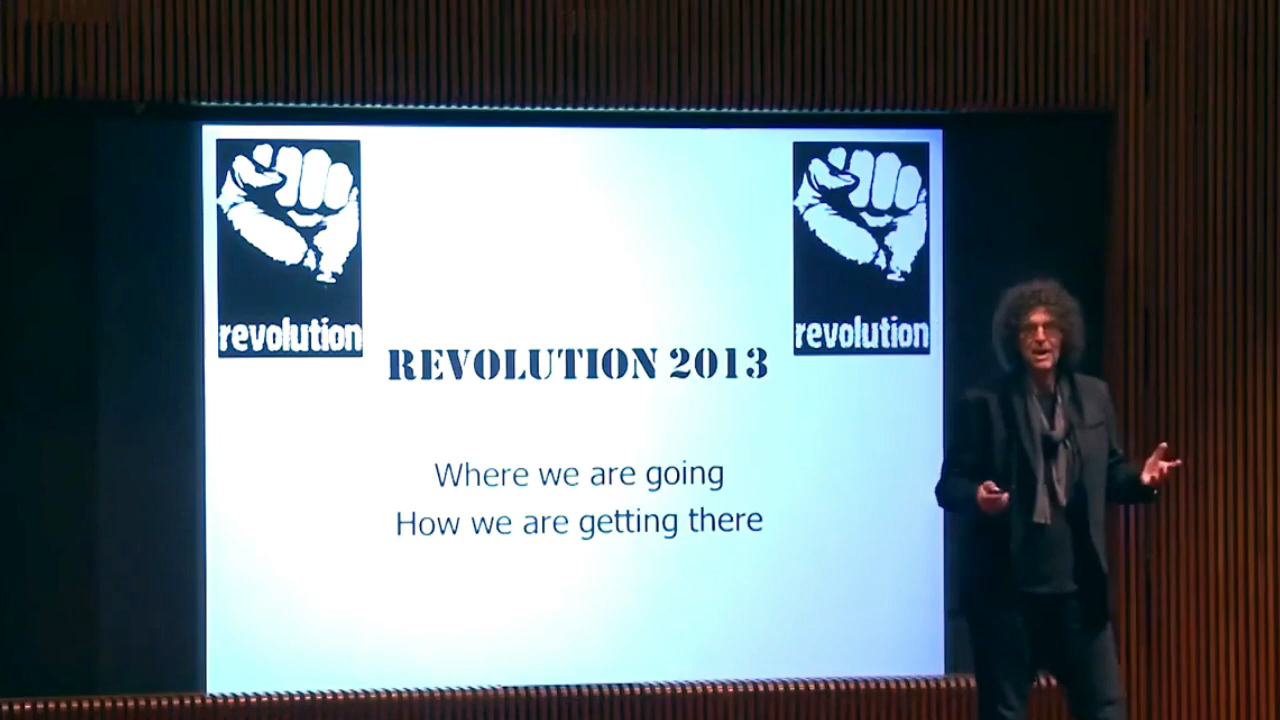 revolution
revolution
REVOLUTION 2013
Where we are going
How we are getting there